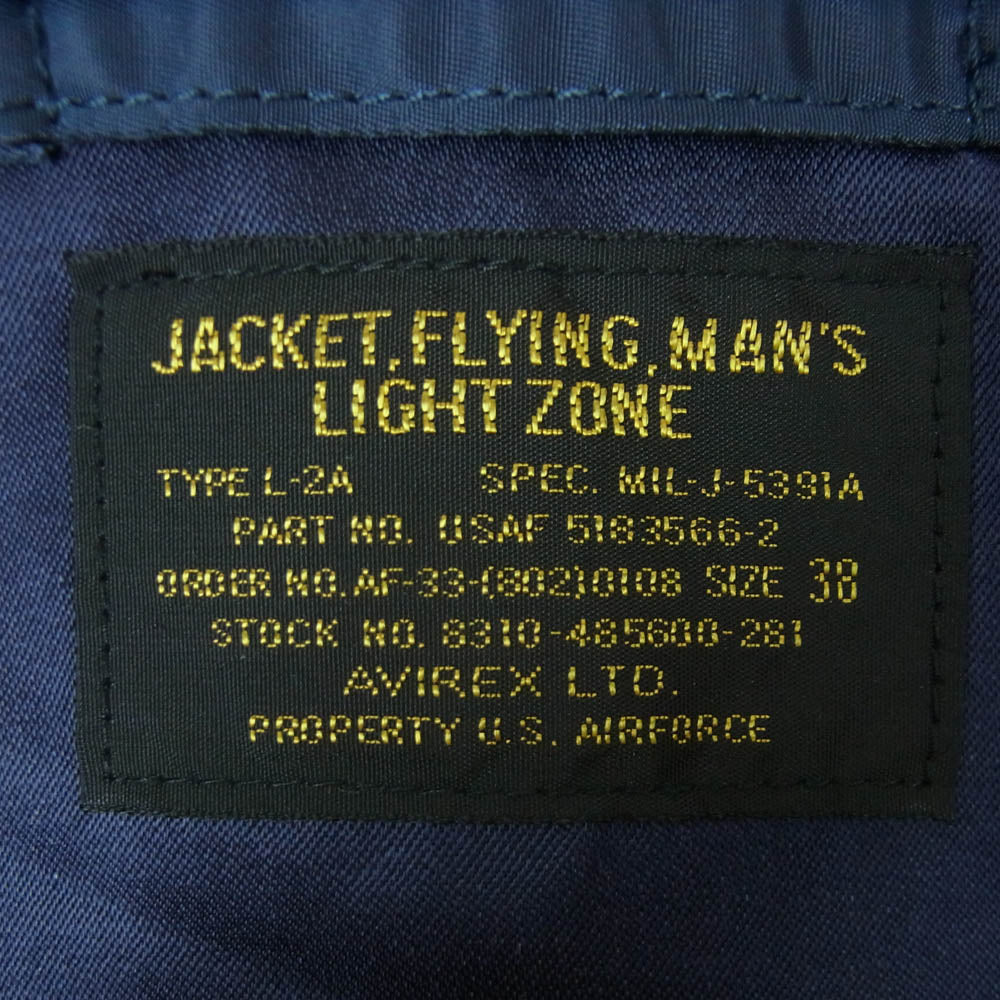 JACKET, FLYING, MAN'S
LIGHT ZONE
TYPE L-2A SPEC. MIL-J-5391A
PART NO. USAF 5183566-2
ORDER NO. AF-33-(802)0108 SIZE 38
STOCK NO. 8310-485600-281
AVIREX LTD.
PROPERTY U.S. AIRFORCE